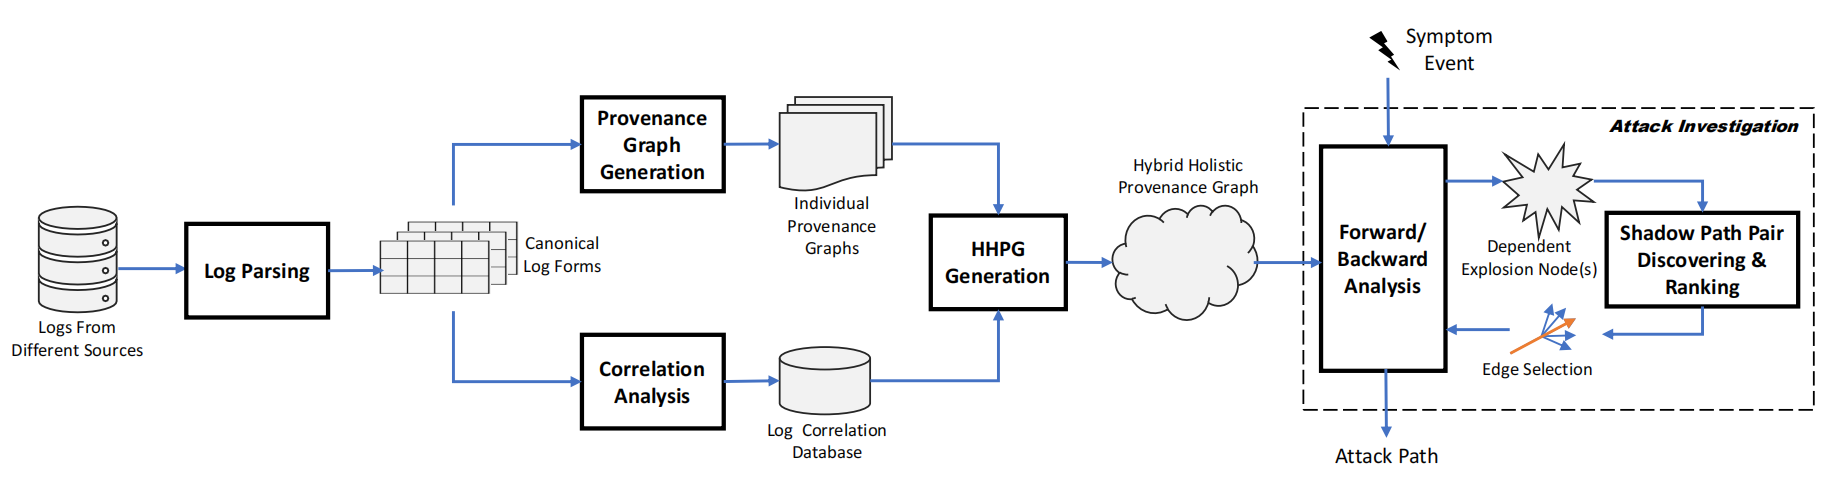 Logs From
Different Sources
Log Parsing
Canonical
Log Forms
Provenance
Graph
Generation
Individual
Provenance
Graphs
Correlation
Analysis
Log Correlation
Database
HHPG
Generation
Hybrid Holistic
Provenance Graph
Symptom
Event
Attack Investigation
Forward/
Backward
Analysis
Dependent
Explosion Node(s)
Shadow Path Pair
Discovering &
Ranking
Edge Selection
Attack Path